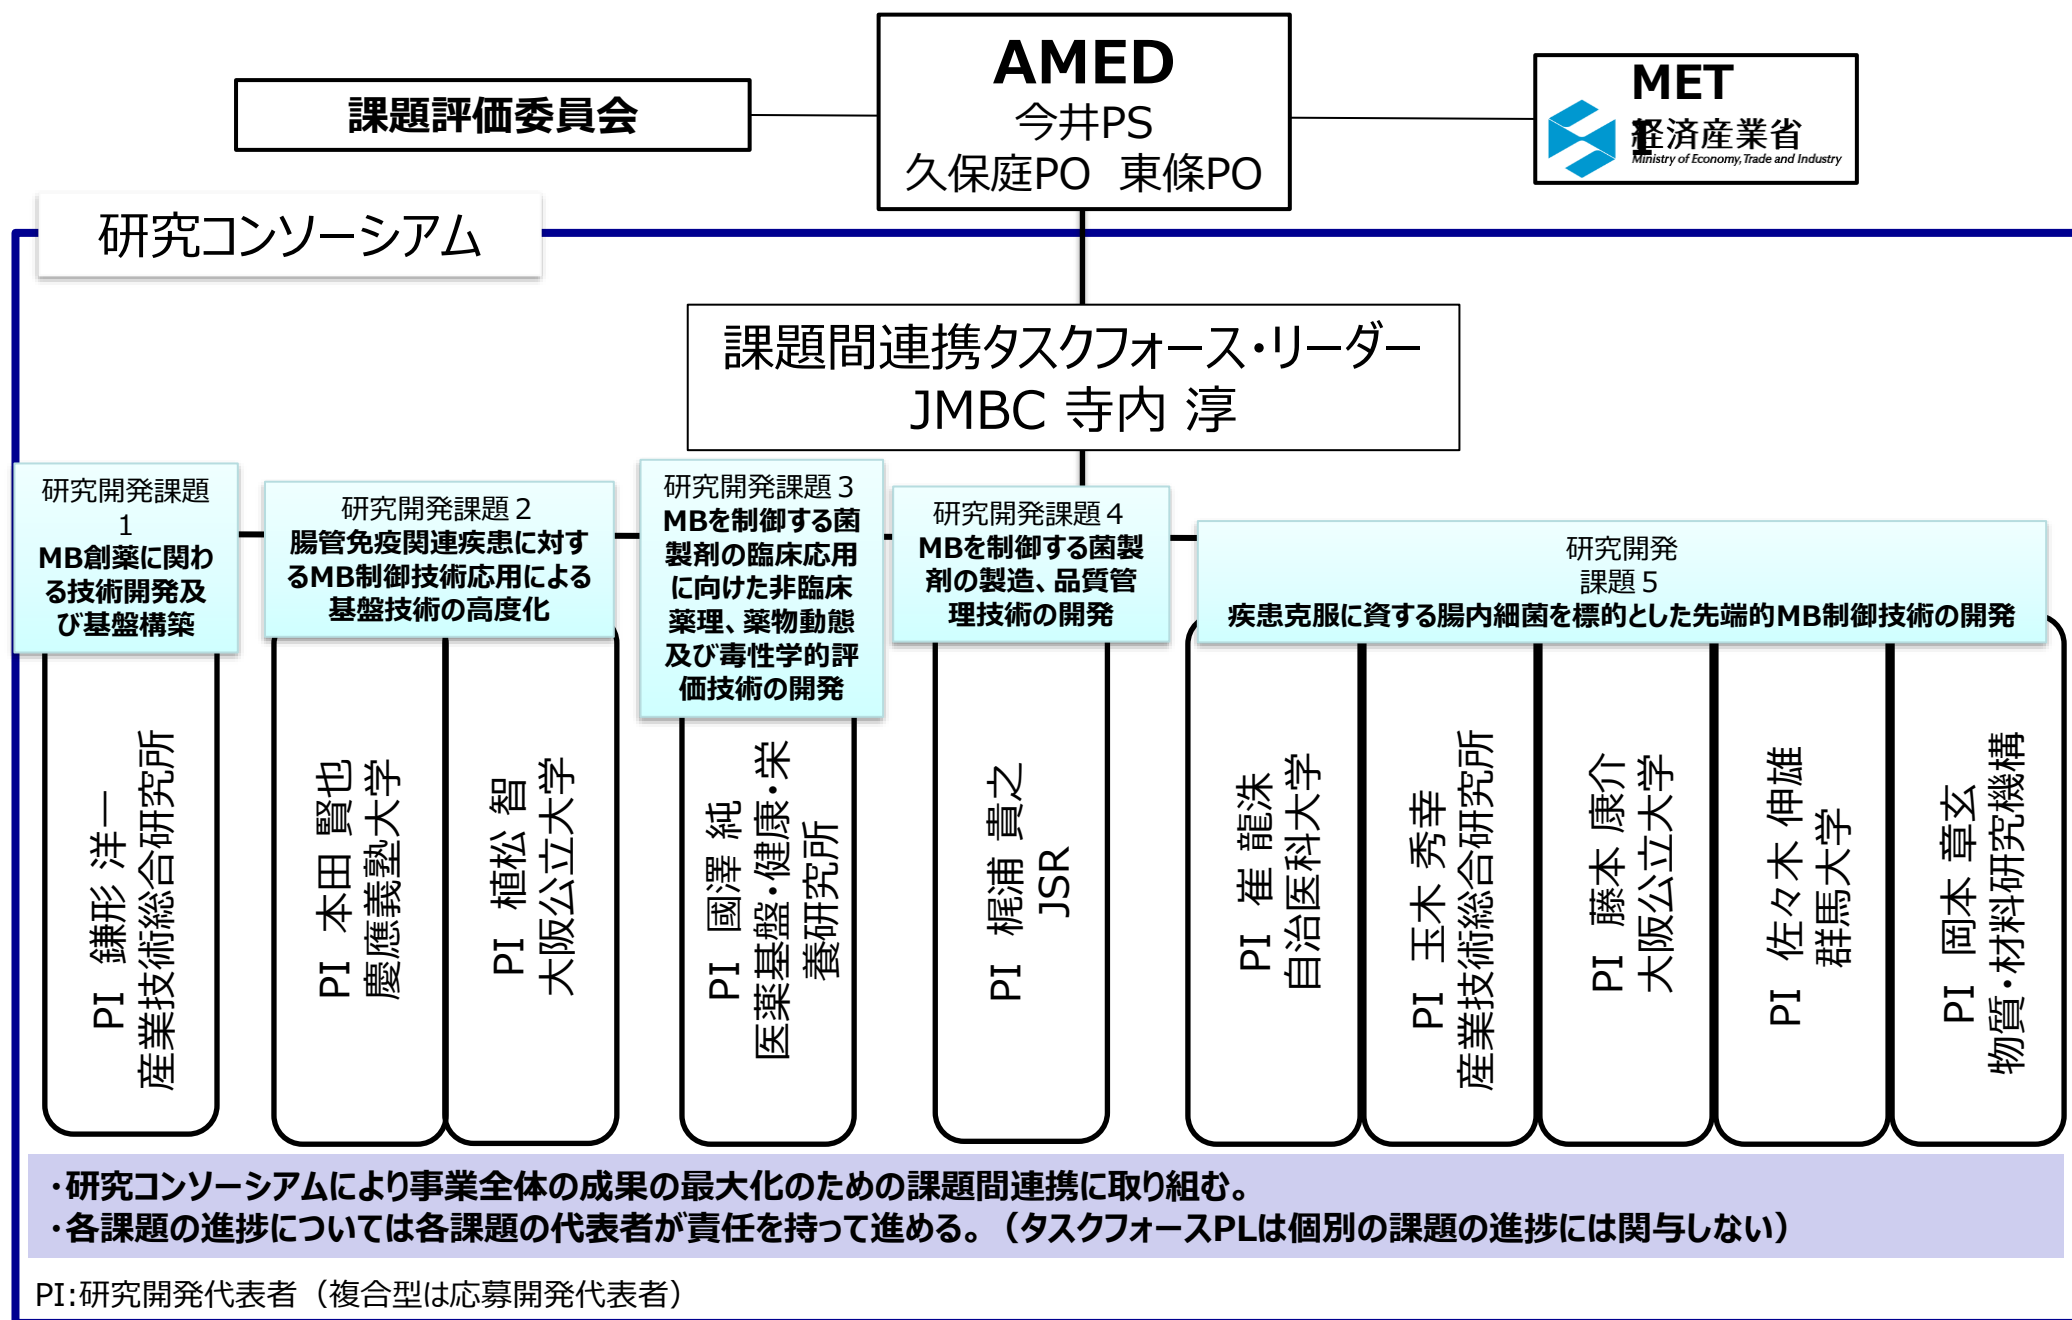 AMED
今井PS
久保庭PO 東條PO
課題評価委員会
MET
I
経済産業省
Ministry of Economy, Trade and Industry
研究コンソーシアム
課題間連携タスクフォース・リーダー
JMBC 寺内 淳
研究開発課題
1
MB創薬に関わ
る技術開発及
び基盤構築
研究開発課題２
腸管免疫関連疾患に対す
るMB制御技術応用による
基盤技術の高度化
研究開発課題３
MBを制御する菌
製剤の臨床応用
に向けた非臨床
薬理、薬物動態
及び毒性学的評
価技術の開発
研究開発課題４
MBを制御する菌製
剤の製造、品質管
理技術の開発
研究開発
課題５
疾患克服に資する腸内細菌を標的とした先端的MB制御技術の開発
PI 鎌形 洋一
産業技術総合研究所
PI 本田 賢也
慶應義塾大学
PI 植松 智
大阪公立大学
PI 國澤 純
医薬基盤・健康・栄
養研究所
PI 梶浦 貴之
JSR
PI 崔 龍洙
自治医科大学
PI 玉木 秀幸
産業技術総合研究所
PI 藤本 康介
大阪公立大学
PI 佐々木 伸雄
群馬大学
PI 岡本 章玄
物質・材料研究機構
・研究コンソーシアムにより事業全体の成果の最大化のための課題間連携に取り組む。
・各課題の進捗については各課題の代表者が責任を持って進める。（タスクフォースPLは個別の課題の進捗には関与しない）
PI:研究開発代表者（複合型は応募開発代表者）